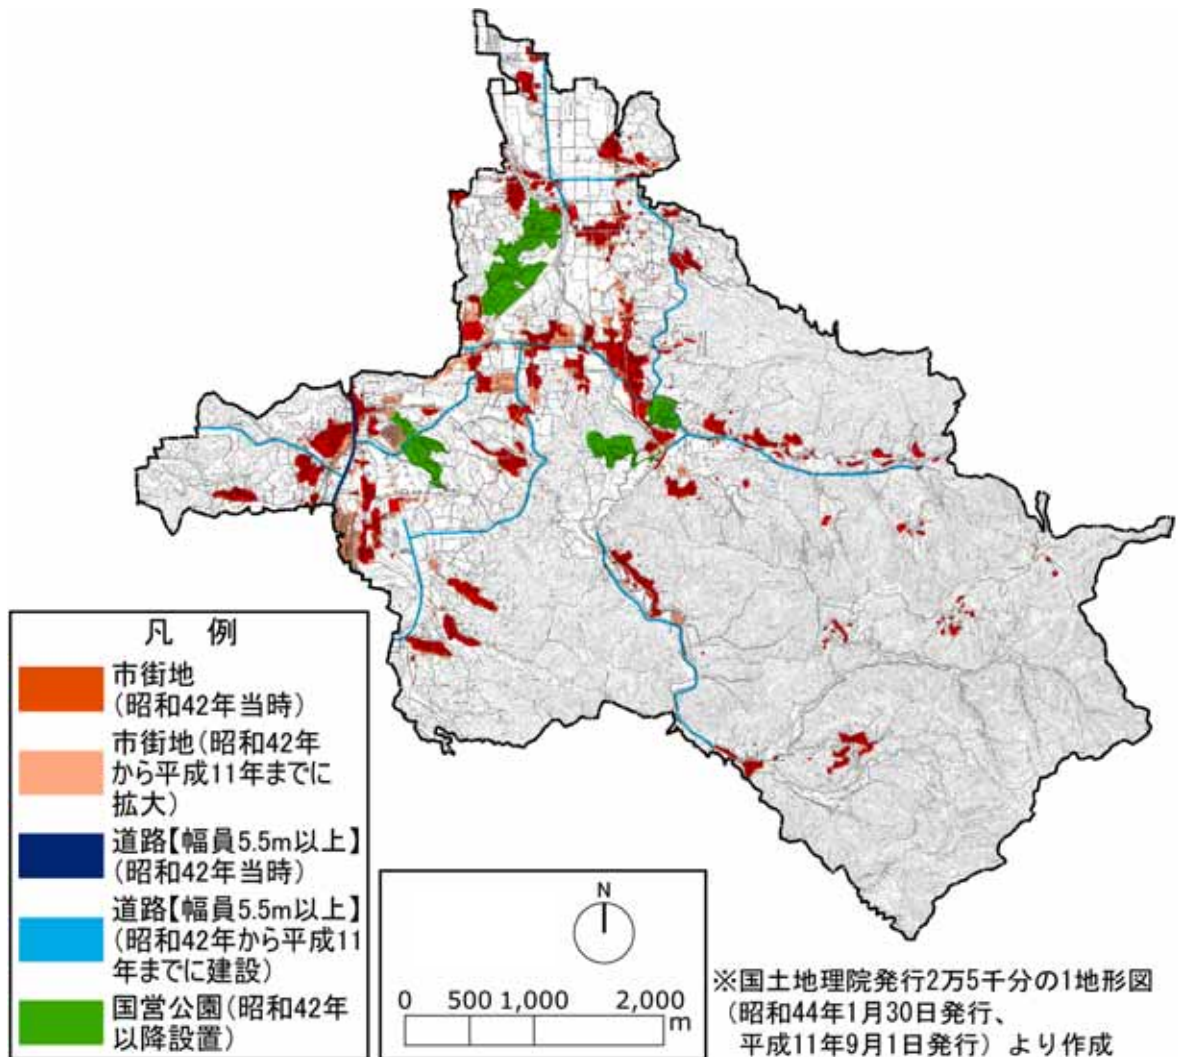 凡 例
市街地
(昭和42年当時)
市街地(昭和42年
から平成11年までに
拡大)
道路【幅員5.5m以上】
(昭和42年当時)
道路【幅員5.5m以上】
(昭和42年から平成11
年までに建設)
国営公園(昭和42年
以降設置)
N
0 500 1,000 2,000
m
※国土地理院発行2万5千分の1地形図
(昭和44年1月30日発行、
平成11年9月1日発行) より作成